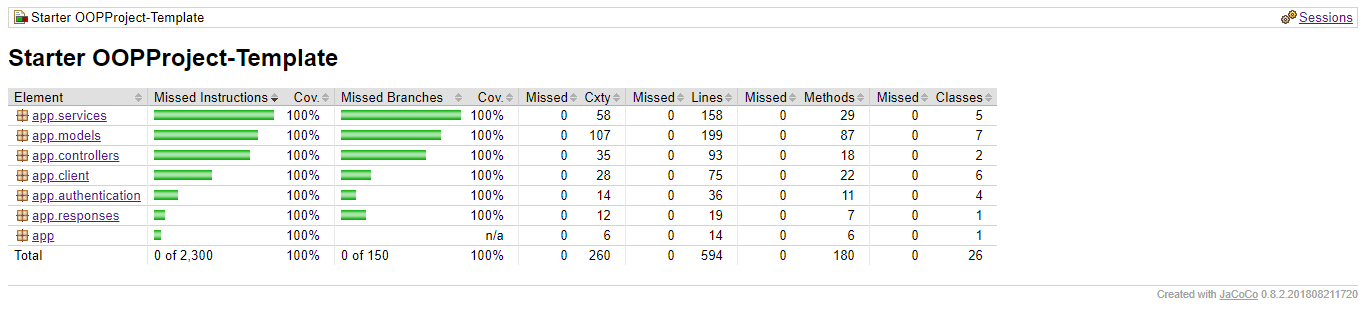 Starter OOPProject-Template Sessions
Starter OOPProject-Template
Element Missed Instructions Cov. Missed Branches Cov. Missed Cxty Missed Lines Missed Methods Missed Classes
app.services 100% 100% 0 58 0 158 0 29 0 5
app.models 100% 100% 0 107 0 199 0 87 0 7
app.controllers 100% 100% 0 35 0 93 0 18 0 2
app.client 100% 100% 0 28 0 75 0 22 0 6
app.authentication 100% 100% 0 14 0 36 0 11 0 4
app.responses 100% 100% 0 12 0 19 0 7 0 1
app 100% n/a 0 6 0 14 0 6 0 1
Total 0 of 2,300 100% 0 of 150 100% 0 260 0 594 0 180 0 26
Created with JaCoCo 0.8.2.201808211720